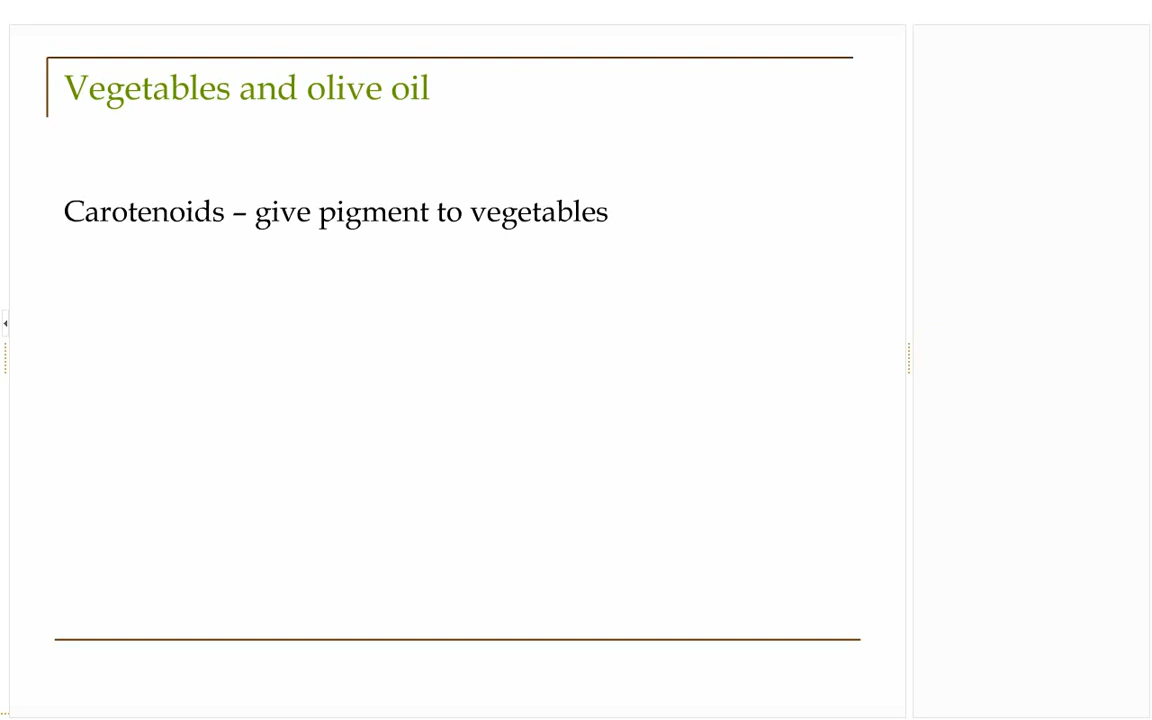 Vegetables and olive oil
Carotenoids – give pigment to vegetables